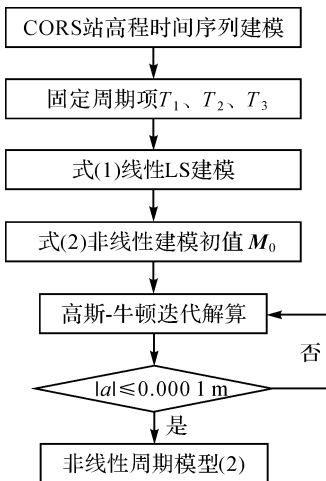 CORS站高程时间序列建模
固定周期项T₁、T₂、T₃
式(1)线性LS建模
式(2)非线性建模初值 M₀
高斯-牛顿迭代解算
否
|a|≤0.000 1 m
是
非线性周期模型(2)